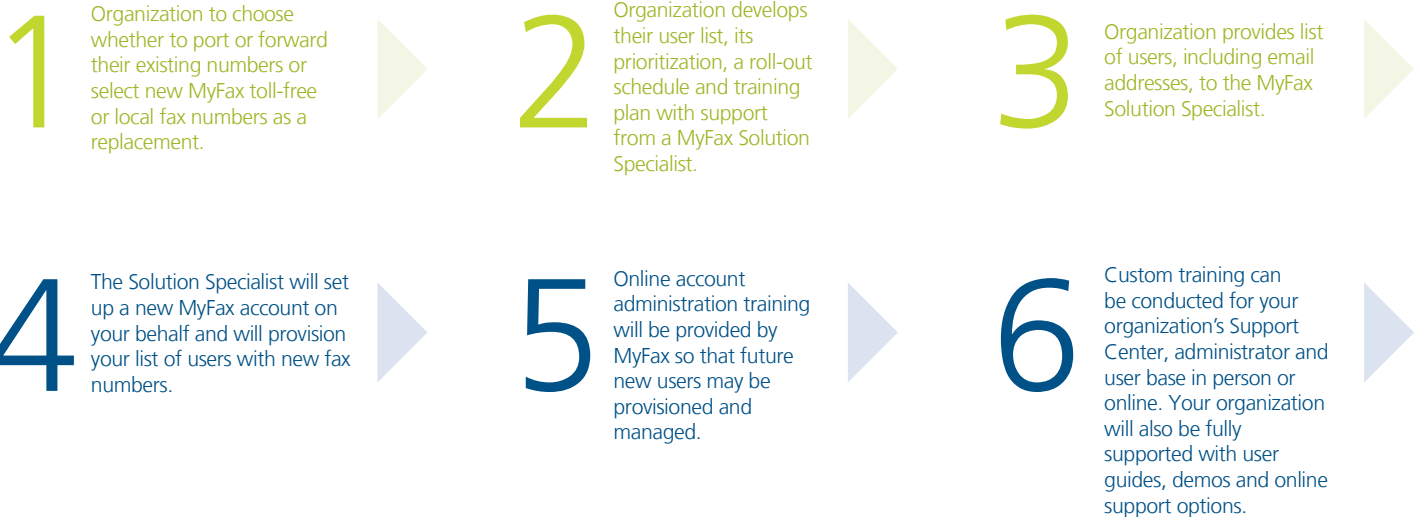 1
Organization to choose
whether to port or forward
their existing numbers or
select new MyFax toll-free
or local fax numbers as a
replacement.
2
Organization develops
their user list, its
prioritization, a roll-out
schedule and training
plan with support
from a MyFax Solution
Specialist.
3
Organization provides list
of users, including email
addresses, to the MyFax
Solution Specialist.
4
The Solution Specialist will set
up a new MyFax account on
your behalf and will provision
your list of users with new fax
numbers.
5
Online account
administration training
will be provided by
MyFax so that future
new users may be
provisioned and
managed.
6
Custom training can
be conducted for your
organization's Support
Center, administrator and
user base in person or
online. Your organization
will also be fully
supported with user
guides, demos and online
support options.